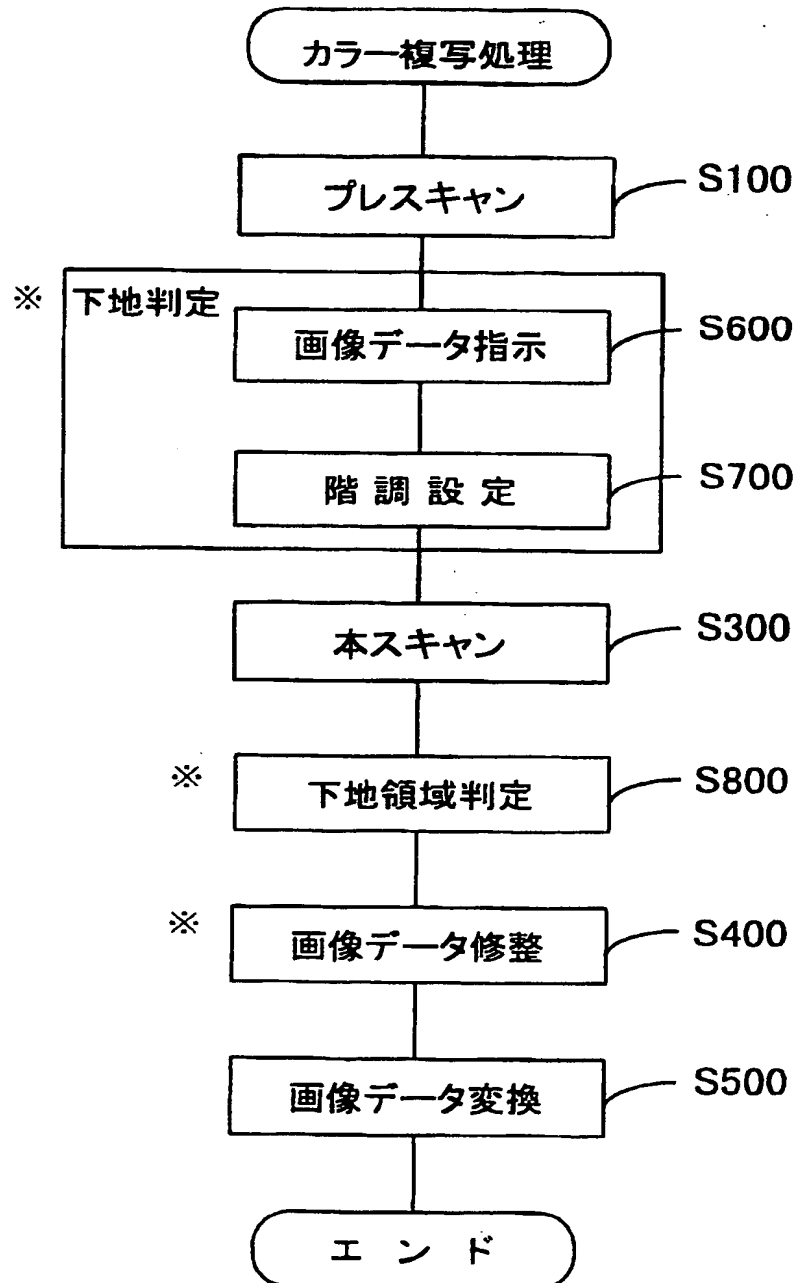 カラー複写処理
プレスキャン
S100
※
下地判定
画像データ指示
S600
階調設定
S700
本スキャン
S300
※
下地領域判定
S800
※
画像データ修整
S400
画像データ変換
S500
エンド